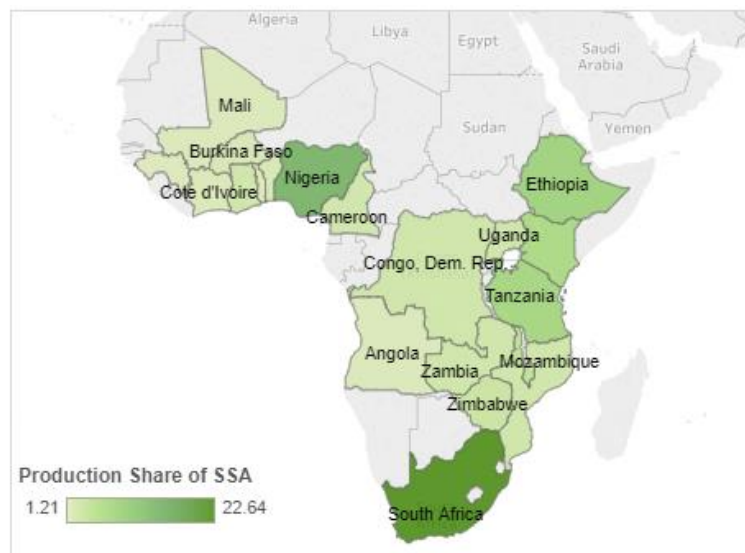 Algeria
Libya
Egypt
Saudi
Arabia
Mali
Sudan
Yemen
Burkina Faso
Nigeria
Ethiopia
Cote d'Ivoire
Cameroon
Uganda
Congo, Dem. Rep.
Tanzania
Angola
Mozambique
Zambia
Zimbabwe
Production Share of SSA
1.21 22.64
South Africa